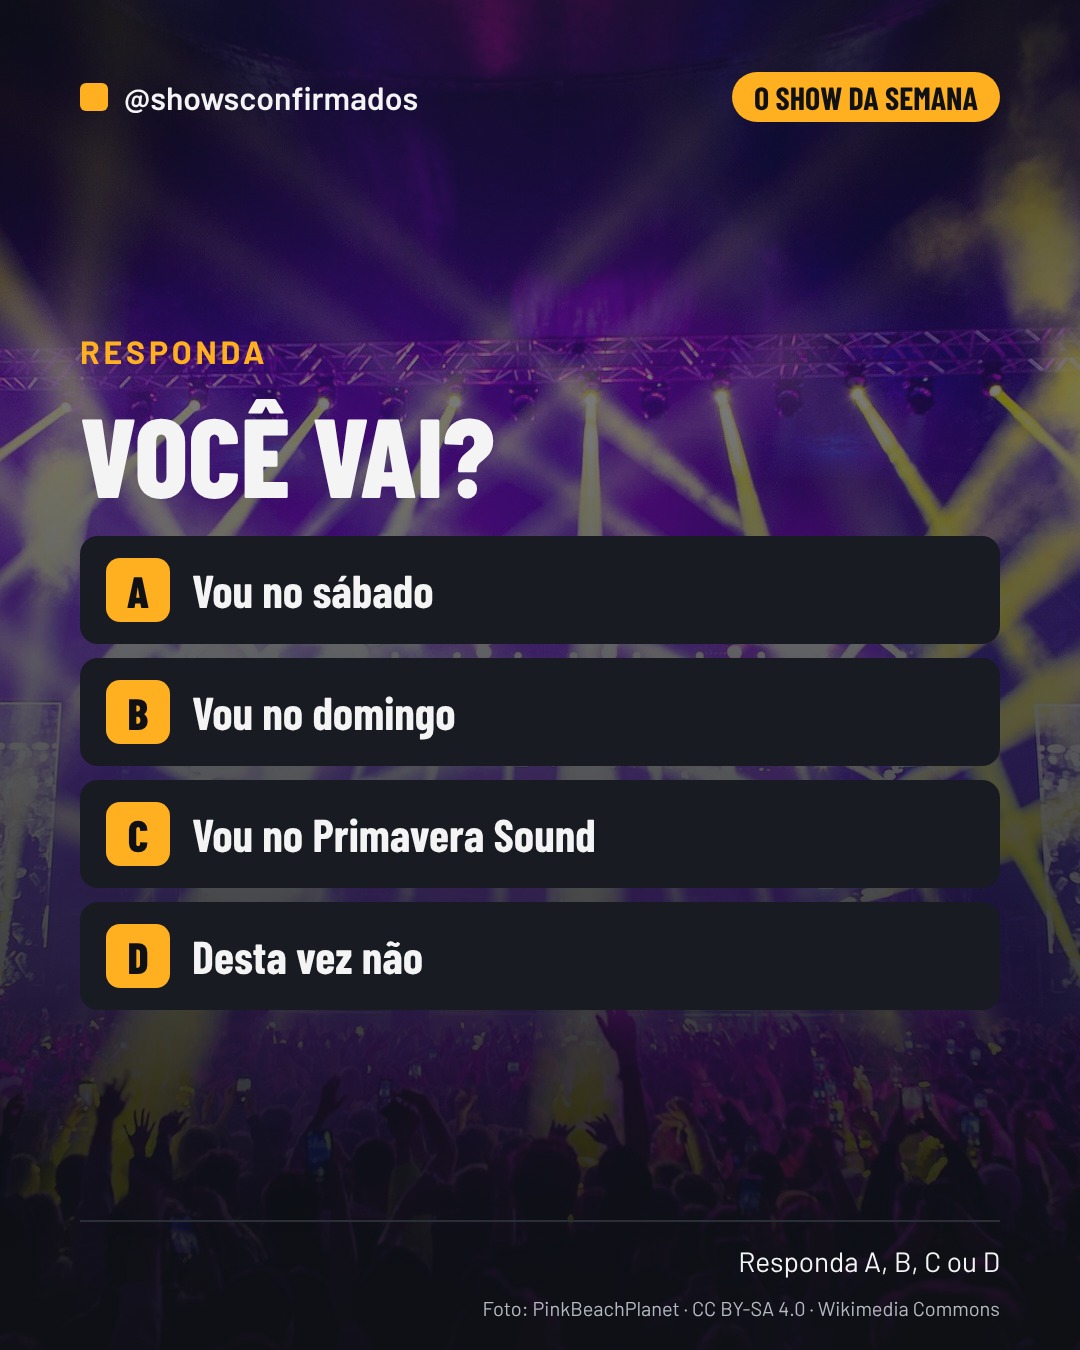 @showsconfirmados
O SHOW DA SEMANA
RESPONDA
VOCÊ VAI?
A Vou no sábado
B Vou no domingo
C Vou no Primavera Sound
D Desta vez não
Responda A, B, C ou D
Foto: PinkBeachPlanet · CC BY-SA 4.0 · Wikimedia Commons